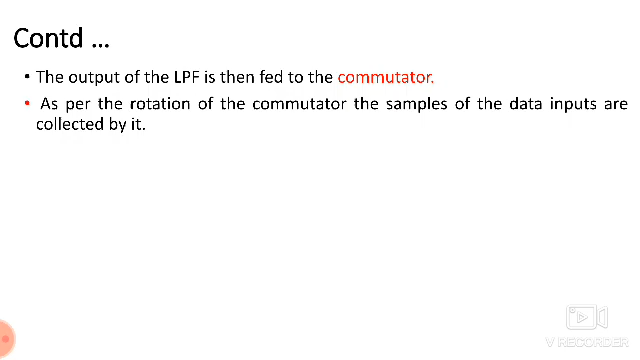 Contd ...
• The output of the LPF is then fed to the commutator.
• As per the rotation of the commutator the samples of the data inputs are
collected by it.
V RECORDER